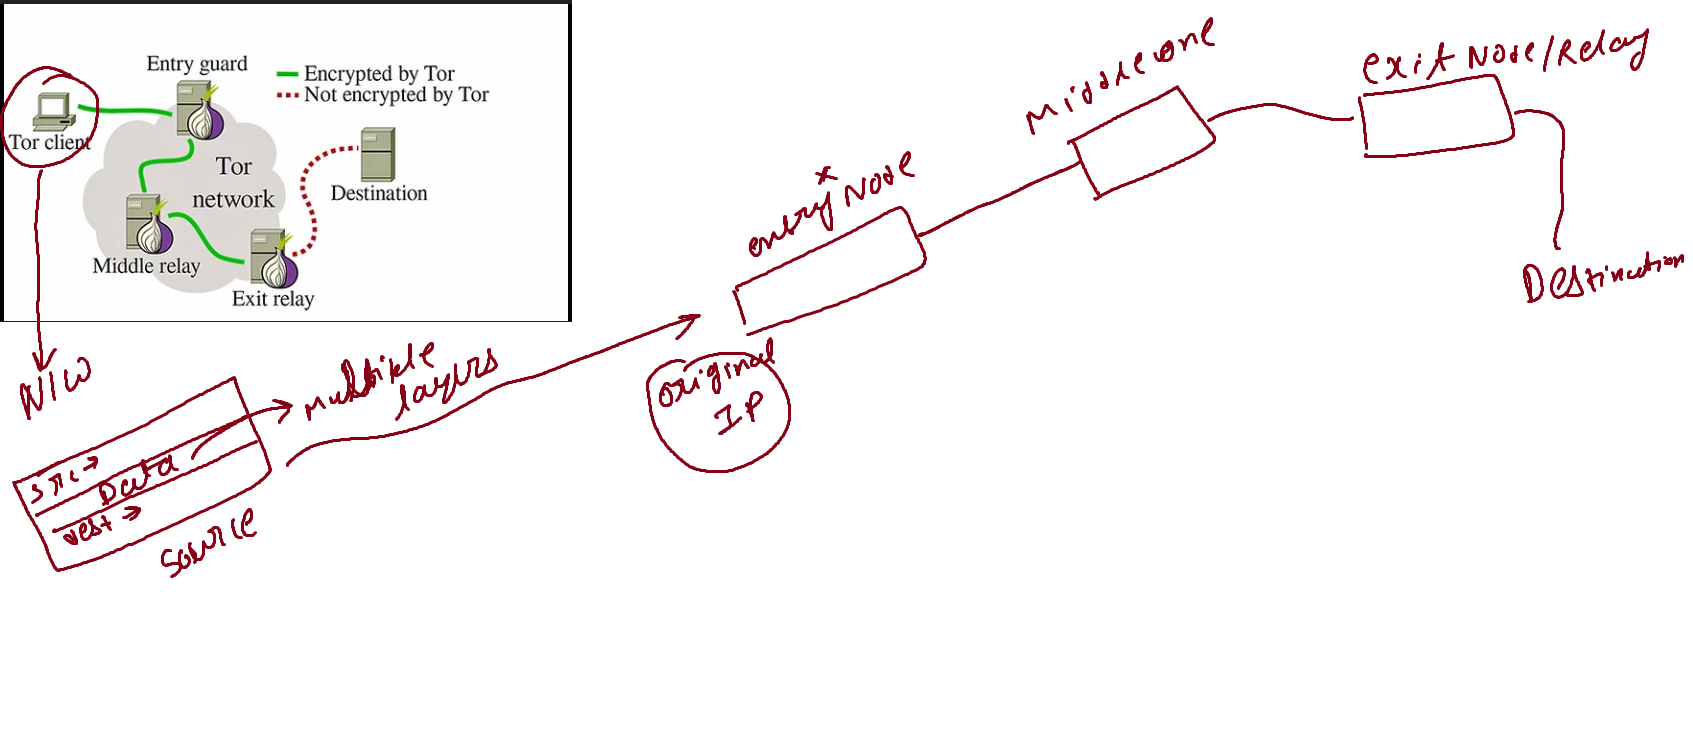 Entry guard
Encrypted by Tor
Not encrypted by Tor
Tor client
Tor
network
Destination
Middle relay
Exit relay
N/W
src→
Data
dest→
source
multiple
layers
original
IP
entry Node
x
Middle one
exit Node/Relay
Destination